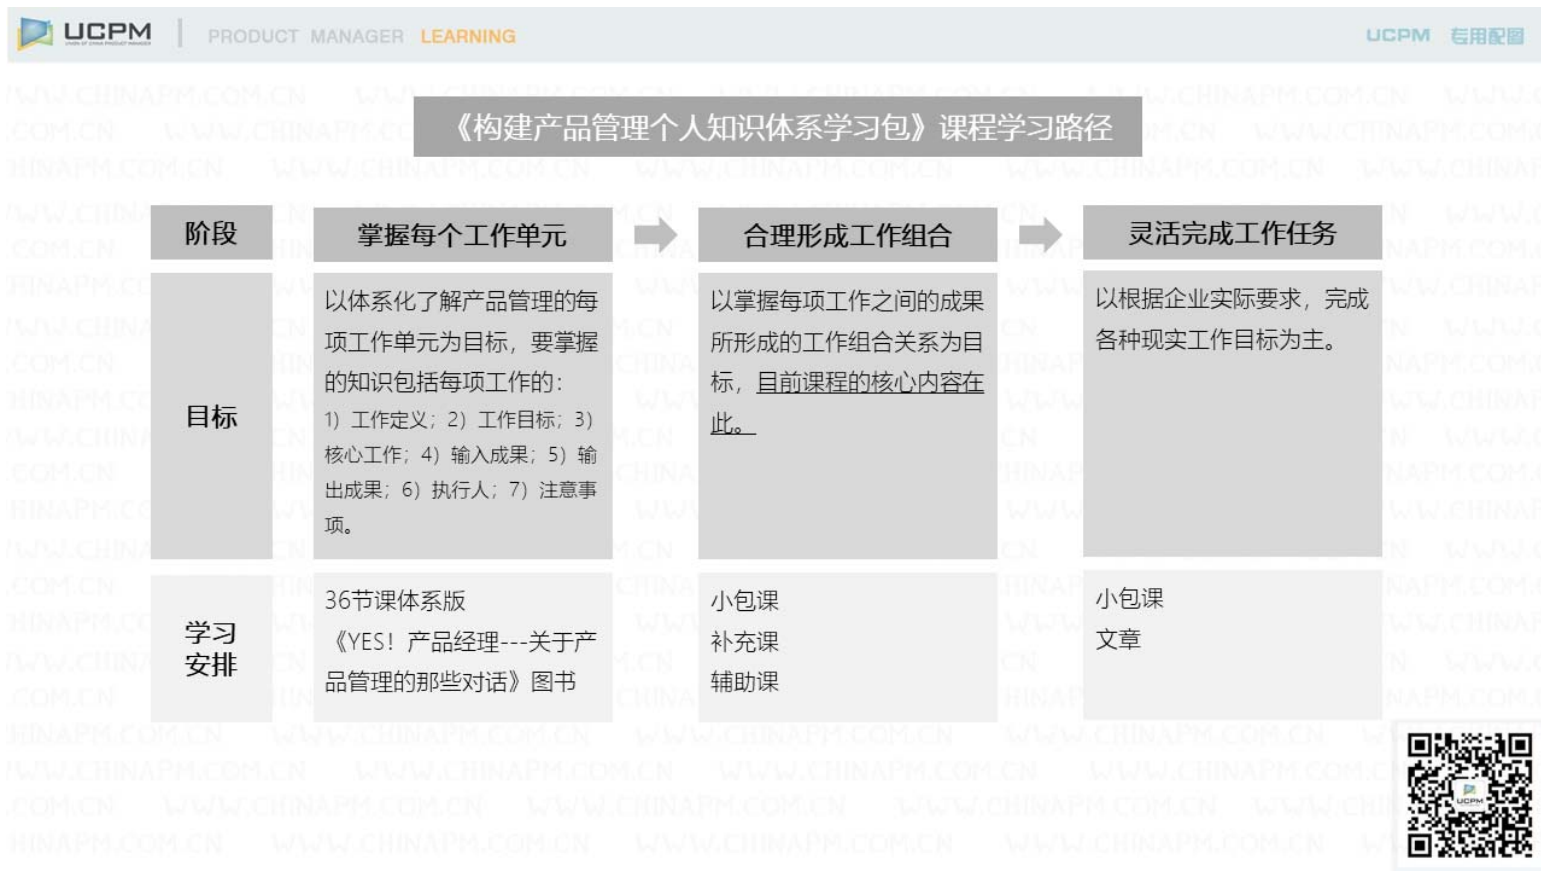 UCPM
PRODUCT MANAGER LEARNING
UCPM 专用配图
《构建产品管理个人知识体系学习包》课程学习路径
阶段
掌握每个工作单元
合理形成工作组合
灵活完成工作任务
目标
以体系化了解产品管理的每
项工作单元为目标，要掌握
的知识包括每项工作的：
1）工作定义；2）工作目标；3）
核心工作；4）输入成果；5）输
出成果；6）执行人；7）注意事
项。
以掌握每项工作之间的成果
所形成的工作组合关系为目
标，目前课程的核心内容在
此。
以根据企业实际要求，完成
各种现实工作目标为主。
学习
安排
36节课体系版
《YES！产品经理---关于产
品管理的那些对话》图书
小包课
补充课
辅助课
小包课
文章
UCPM
WWW.CHINAPM.COM.CN